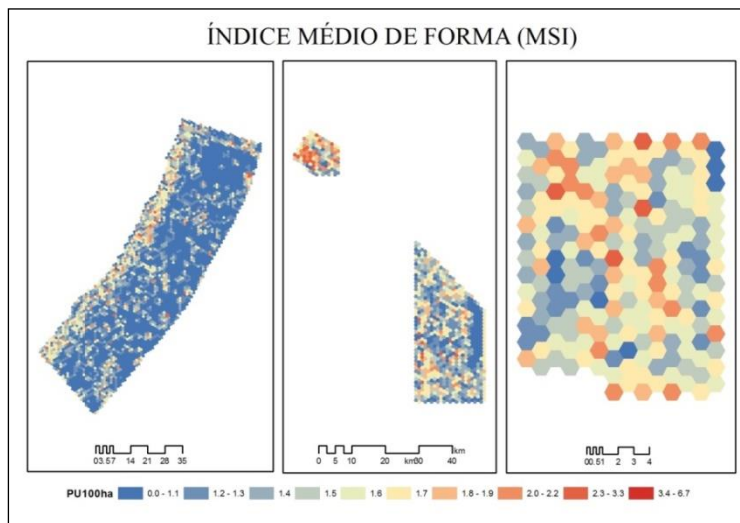 ÍNDICE MÉDIO DE FORMA (MSI)
03.57 14 21 28 35
km
0 5 10 20 km30 40
00.51 2 3 4
PU100ha 0.0 - 1.1 1.2 - 1.3 1.4 1.5 1.6 1.7 1.8 - 1.9 2.0 - 2.2 2.3 - 3.3 3.4 - 6.7